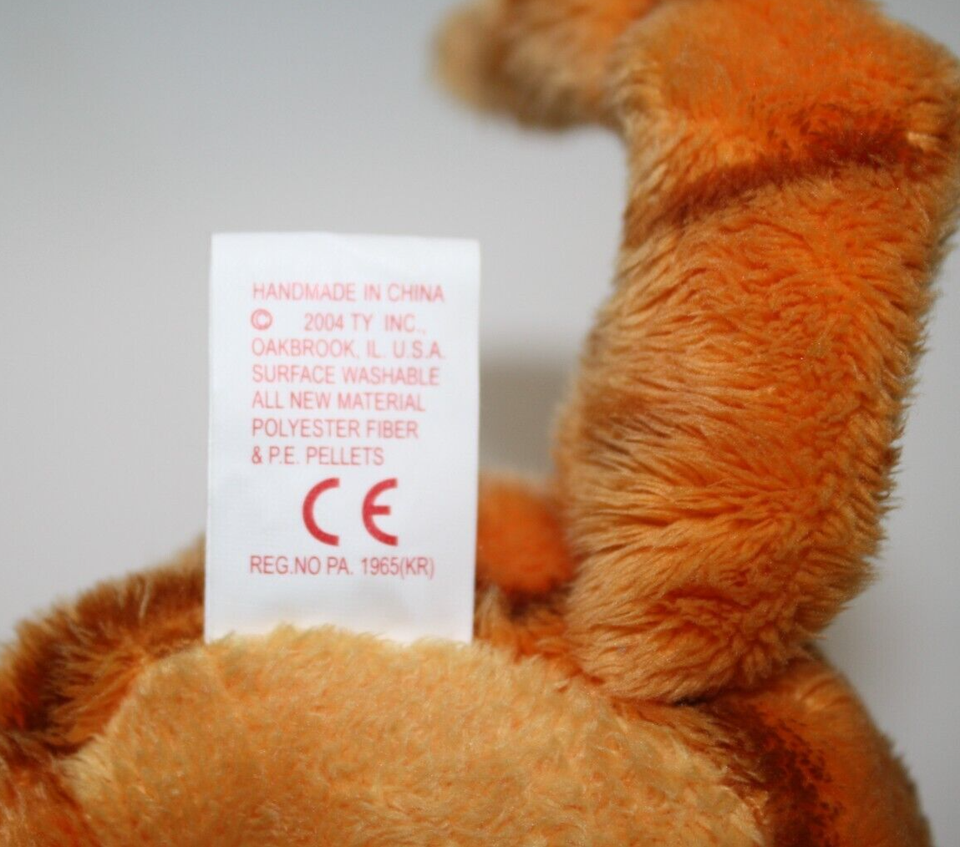 HANDMADE IN CHINA
© 2004 TY INC.,
OAKBROOK, IL. U.S.A.
SURFACE WASHABLE
ALL NEW MATERIAL
POLYESTER FIBER
& P.E. PELLETS
CE
REG.NO PA. 1965(KR)